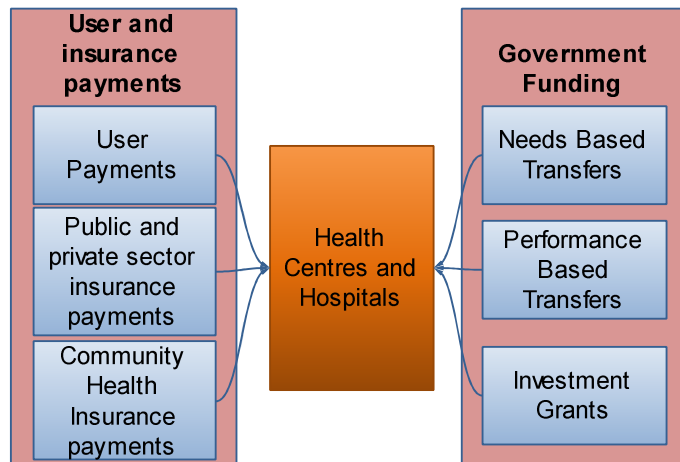 User and
insurance
payments
User
Payments
Public and
private sector
insurance
payments
Community
Health
Insurance
payments
Health
Centres and
Hospitals
Government
Funding
Needs Based
Transfers
Performance
Based
Transfers
Investment
Grants